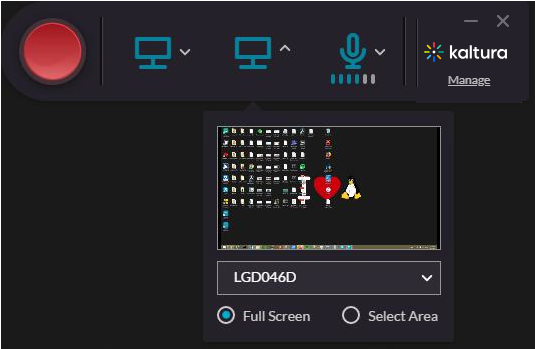 kaltura
Manage
I
LGD046D
Full Screen
Select Area